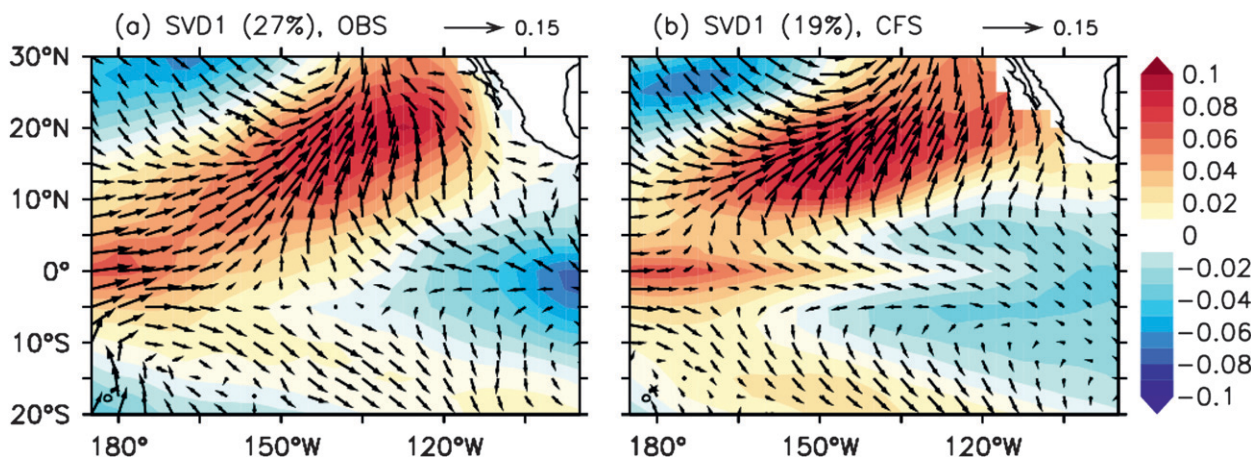 (a) SVD1 (27%), OBS 0.15
(b) SVD1 (19%), CFS 0.15
30°N
20°N
10°N
0°
10°S
20°S
180° 150°W 120°W
180° 150°W 120°W
0.1
0.08
0.06
0.04
0.02
0
−0.02
−0.04
−0.06
−0.08
−0.1